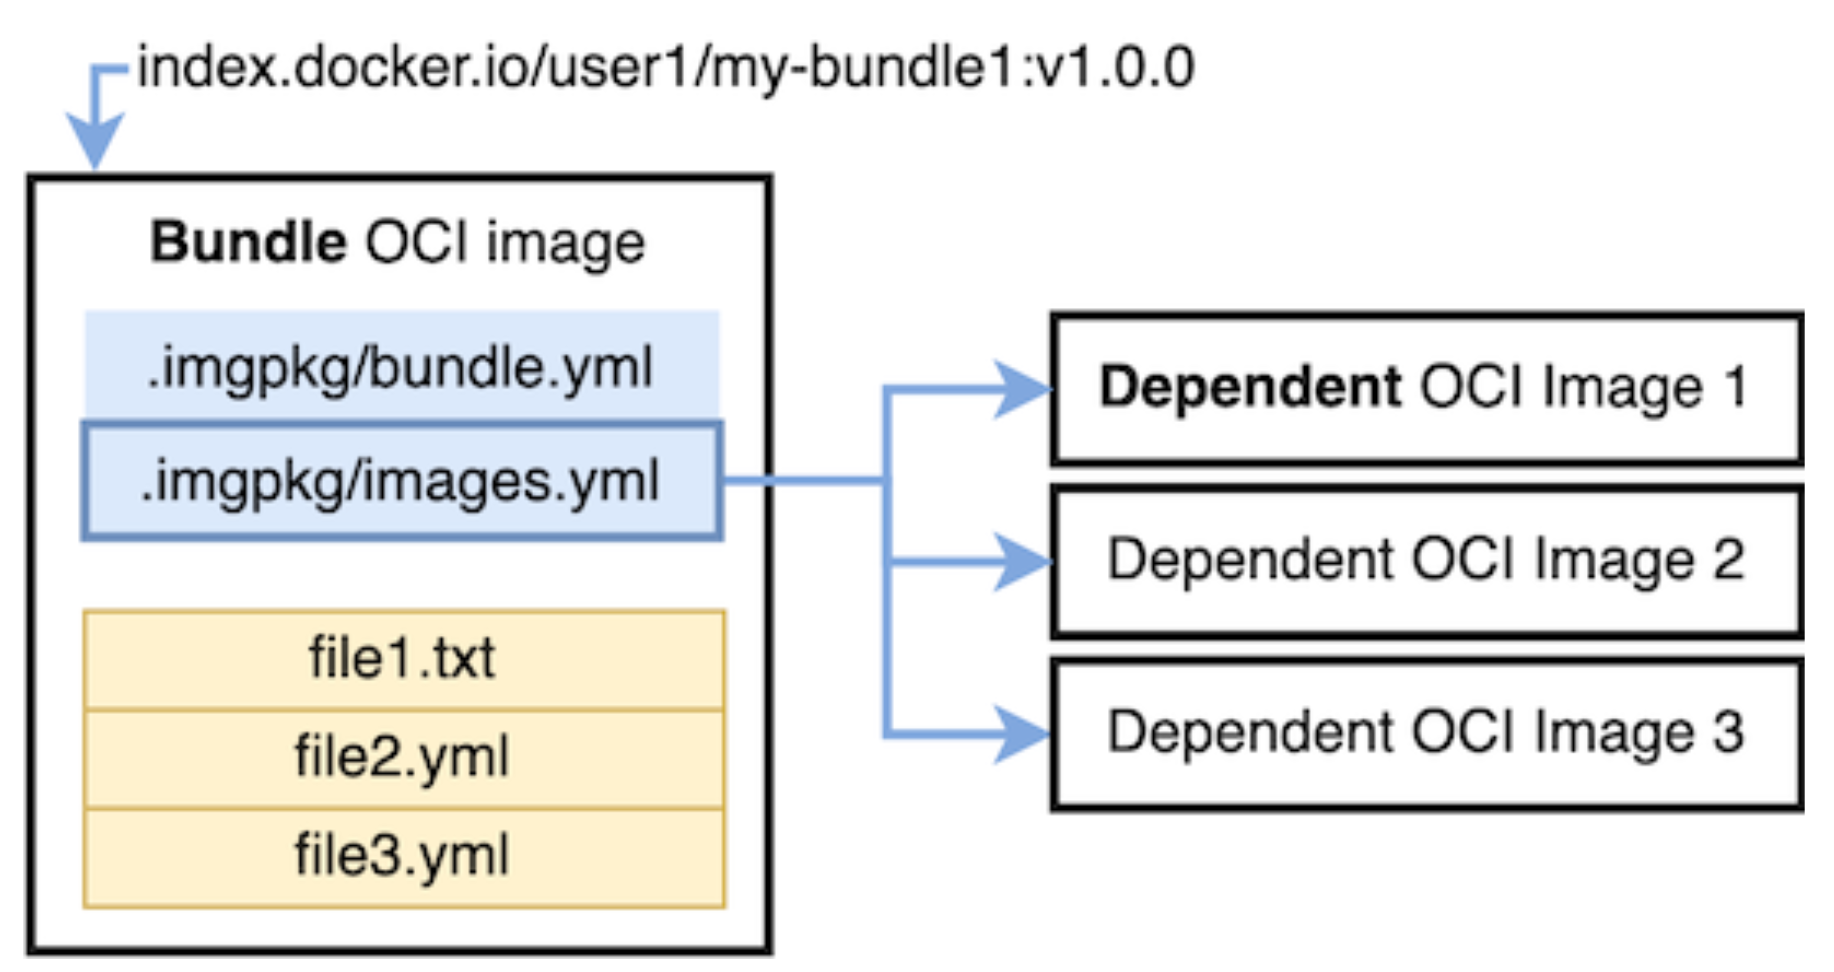 index.docker.io/user1/my-bundle1:v1.0.0
Bundle OCI image
.imgpkg/bundle.yml
.imgpkg/images.yml
file1.txt
file2.yml
file3.yml
Dependent OCI Image 1
Dependent OCI Image 2
Dependent OCI Image 3